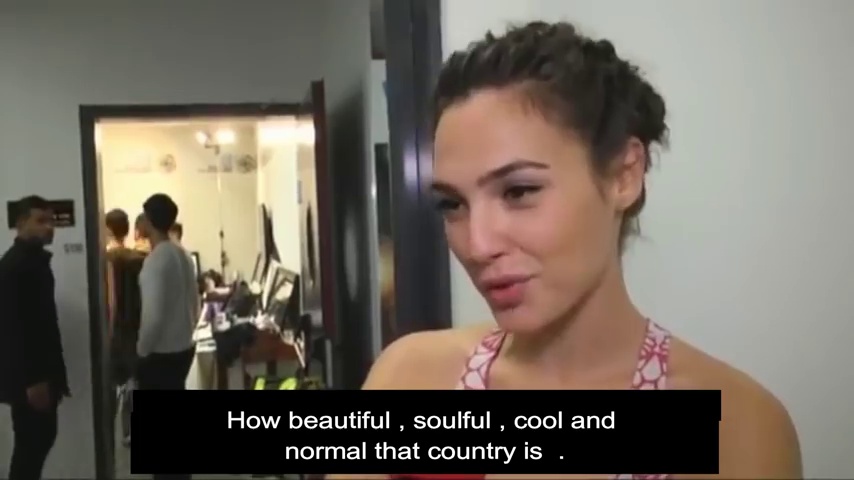 How beautiful , soulful , cool and
normal that country is .